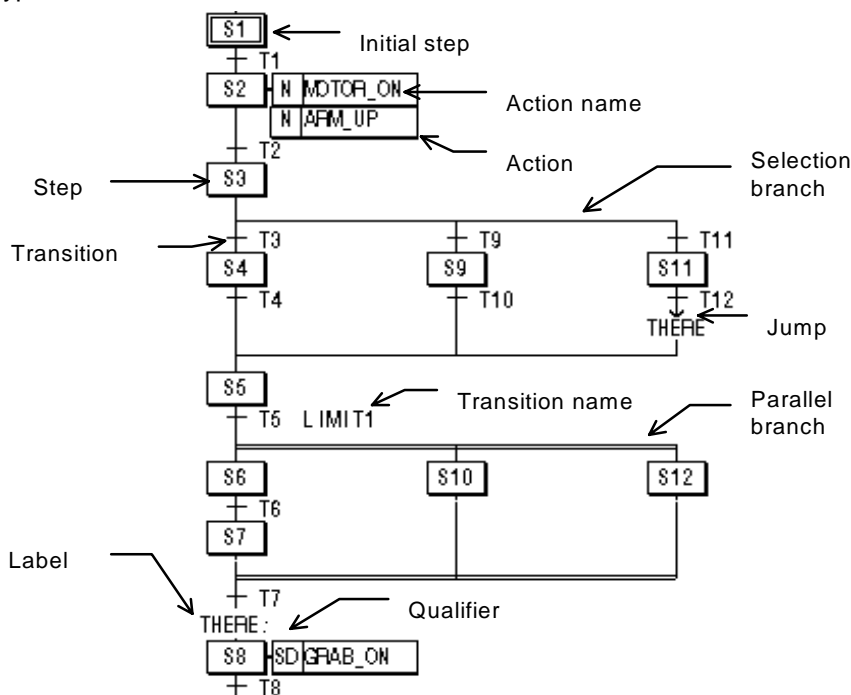 S1
Initial step
T1
S2 N MOTOR_ON
Action name
N ARM_UP
Action
T2
Selection
branch
Step
S3
Transition
T3 T9 T11
S4 S9 S11
T4 T10 T12
THERE
Jump
S5
T5 LIMIT1
Transition name
Parallel
branch
S6 S10 S12
T6
S7
Label
T7
THERE:
Qualifier
S8 SD GRAB_ON
T8